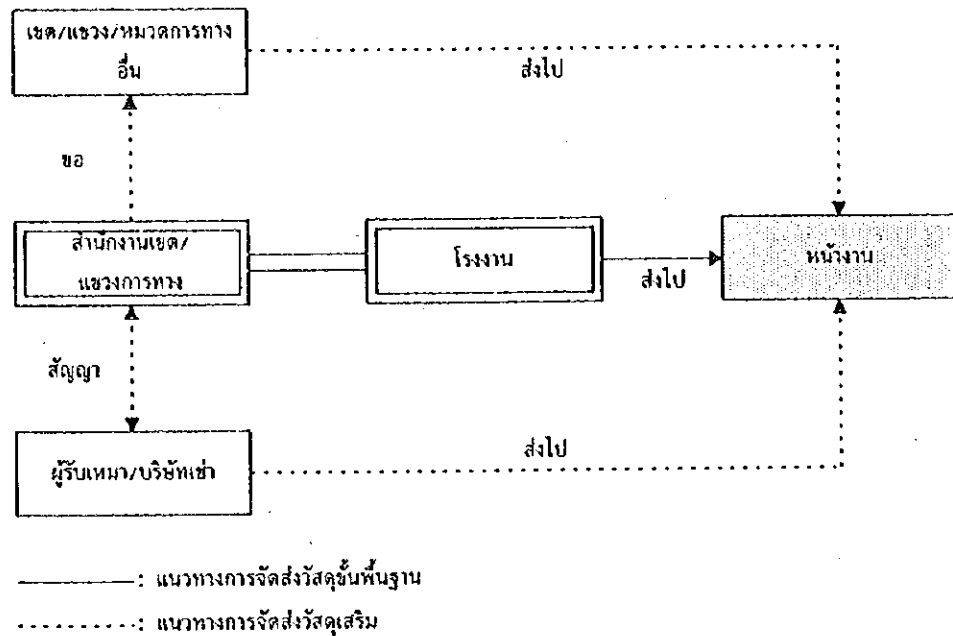 เขต/แขวง/หมวดการทาง
อื่น
ส่งไป
ขอ
สำนักงานเขต/
แขวงการทาง
โรงงาน
ส่งไป
หน้างาน
สัญญา
ผู้รับเหมา/บริษัทเช่า
ส่งไป
: แนวทางการจัดส่งวัสดุขั้นพื้นฐาน
: แนวทางการจัดส่งวัสดุเสริม